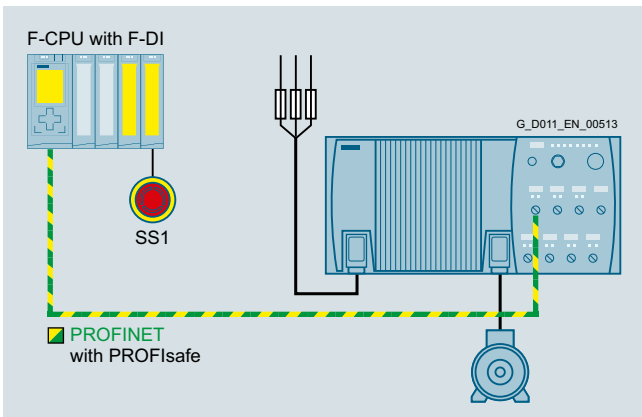 F-CPU with F-DI
G_D011_EN_00513
SS1
PROFINET
with PROFIsafe